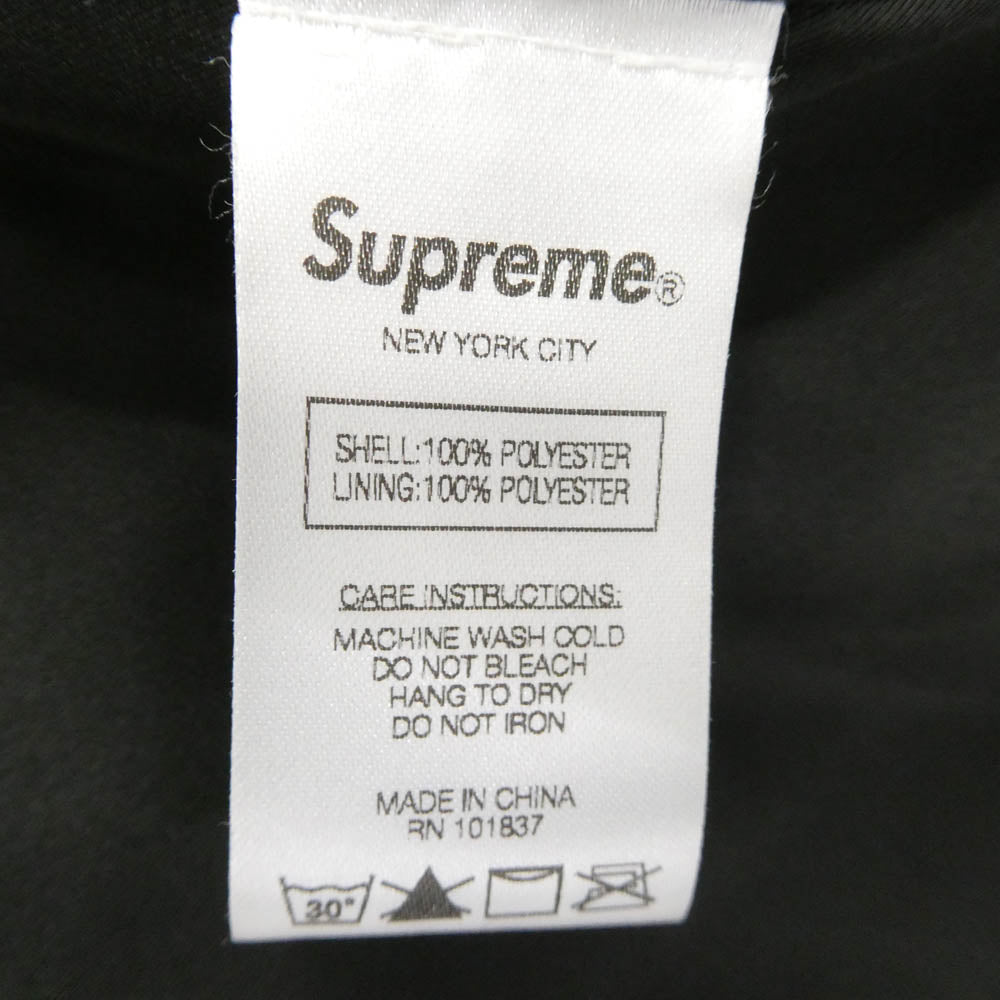 Supreme®
NEW YORK CITY
SHELL:100% POLYESTER
LINING:100% POLYESTER
CARE INSTRUCTIONS:
MACHINE WASH COLD
DO NOT BLEACH
HANG TO DRY
DO NOT IRON
MADE IN CHINA
RN 101837
30°